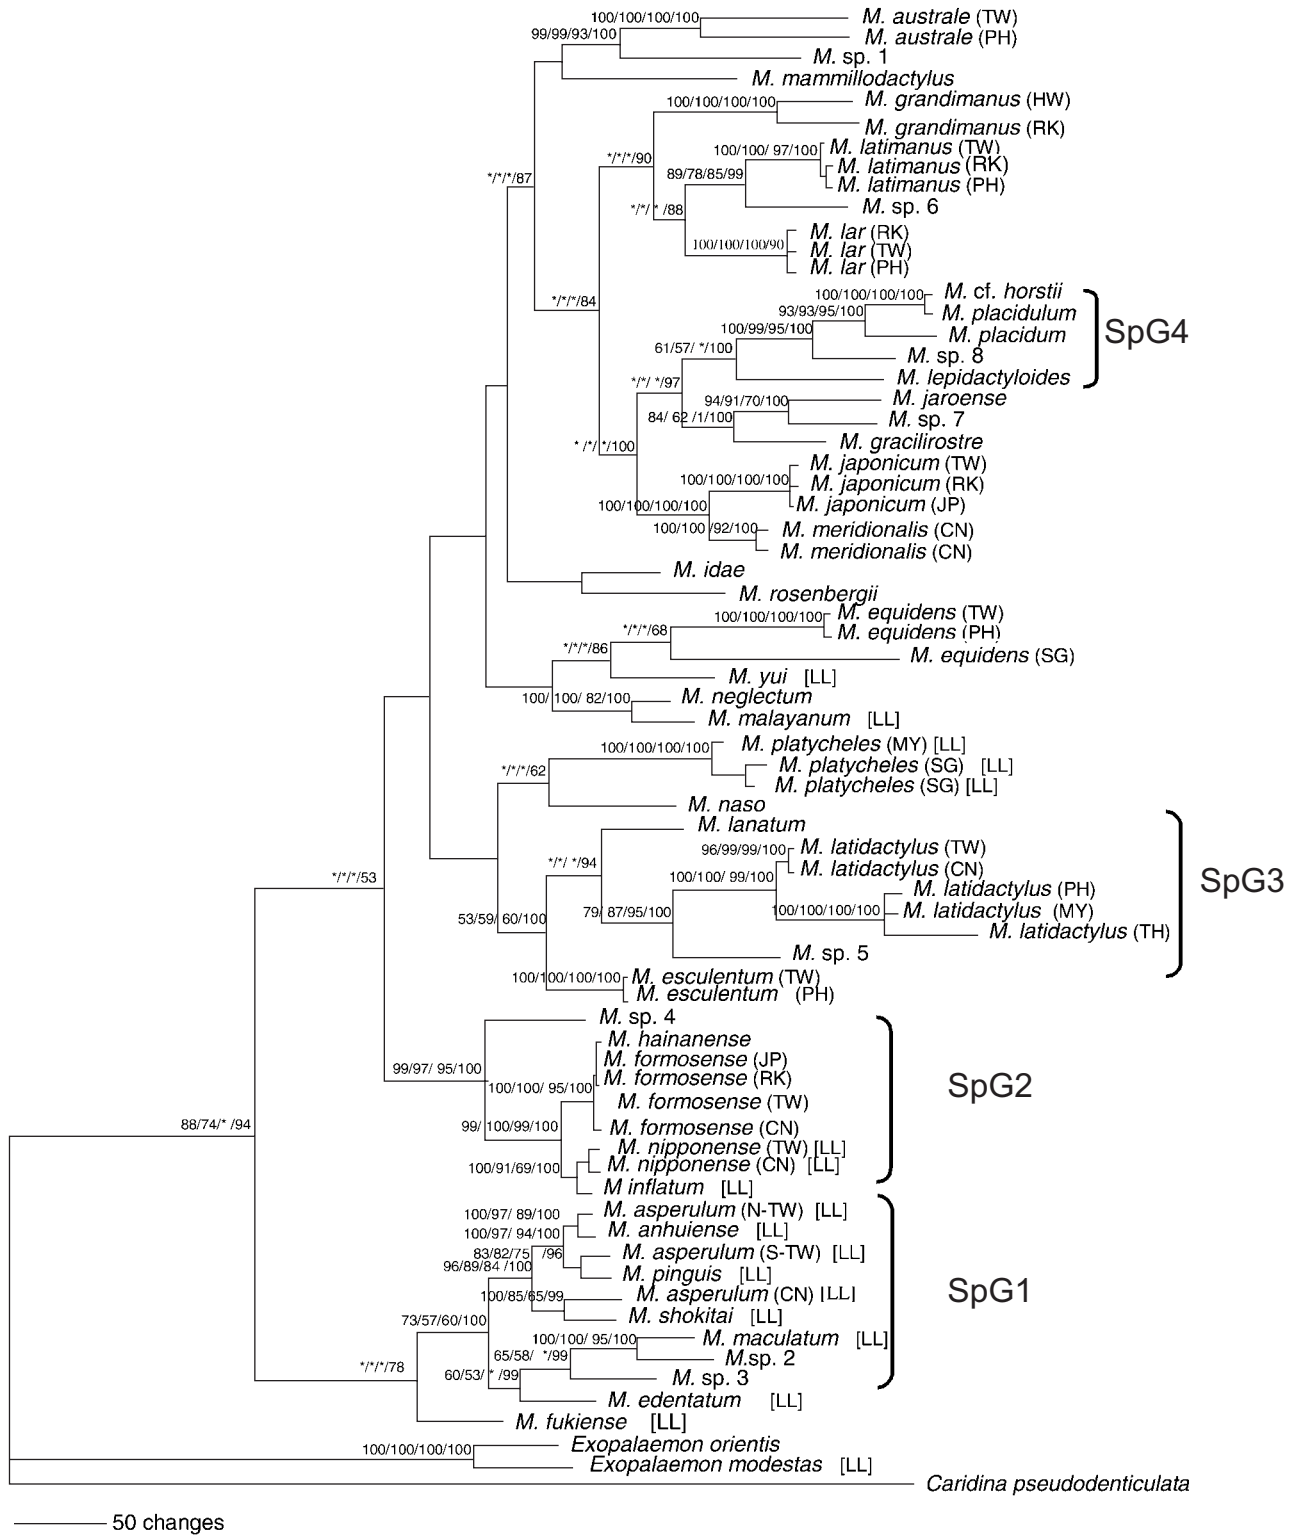 100/100/100/100
M. australe (TW)
99/99/93/100
M. australe (PH)
M. sp. 1
M. mammillodactylus
100/100/100/100
M. grandimanus (HW)
M. grandimanus (RK)
*/*/*/90
100/100/ 97/100
M. latimanus (TW)
M. latimanus (RK)
89/78/85/99
*/*/*/87
M. latimanus (PH)
*/*/ * /88
M. sp. 6
M. lar (RK)
100/100/100/90
M. lar (TW)
M. lar (PH)
*/*/*/84
100/100/100/100
M. cf. horstii
93/93/95/100
M. placidulum
100/99/95/100
M. placidum
SpG4
61/57/ */100
M. sp. 8
*/*/ */97
M. lepidactyloides
94/91/70/100
M. jaroense
84/ 62 /1/100
M. sp. 7
* /*/ */100
M. gracilirostre
M. japonicum (TW)
100/100/100/100
M. japonicum (RK)
100/100/100/100
M. japonicum (JP)
100/100 /92/100
M. meridionalis (CN)
M. meridionalis (CN)
M. idae
M. rosenbergii
100/100/100/100
M. equidens (TW)
*/*/*/68
M. equidens (PH)
*/*/*/86
M. equidens (SG)
M. yui [LL]
100/ 100/ 82/100
M. neglectum
M. malayanum [LL]
100/100/100/100
M. platycheles (MY) [LL]
*/*/*/62
M. platycheles (SG) [LL]
M. platycheles (SG) [LL]
M. naso
M. lanatum
96/99/99/100
M. latidactylus (TW)
*/*/ */94
M. latidactylus (CN)
*/*/*/53
100/100/ 99/100
M. latidactylus (PH)
SpG3
53/59/ 60/100
79/ 87/95/100
100/100/100/100
M. latidactylus (MY)
M. latidactylus (TH)
M. sp. 5
100/100/100/100
M. esculentum (TW)
M. esculentum (PH)
M. sp. 4
M. hainanense
99/97/ 95/100
M. formosense (JP)
100/100/ 95/100
M. formosense (RK)
SpG2
M. formosense (TW)
88/74/* /94
99/ 100/99/100
M. formosense (CN)
M. nipponense (TW) [LL]
100/91/69/100
M. nipponense (CN) [LL]
M inflatum [LL]
100/97/ 89/100
M. asperulum (N-TW) [LL]
100/97/ 94/100
M. anhuiense [LL]
83/82/75 /96
M. asperulum (S-TW) [LL]
96/89/84 /100
M. pinguis [LL]
100/85/65/99
M. asperulum (CN) [LL]
SpG1
73/57/60/100
M. shokitai [LL]
100/100/ 95/100
M. maculatum [LL]
65/58/ */99
M.sp. 2
*/*/*/78
60/53/ * /99
M. sp. 3
M. edentatum [LL]
M. fukiense [LL]
100/100/100/100
Exopalaemon orientis
Exopalaemon modestas [LL]
Caridina pseudodenticulata
50 changes